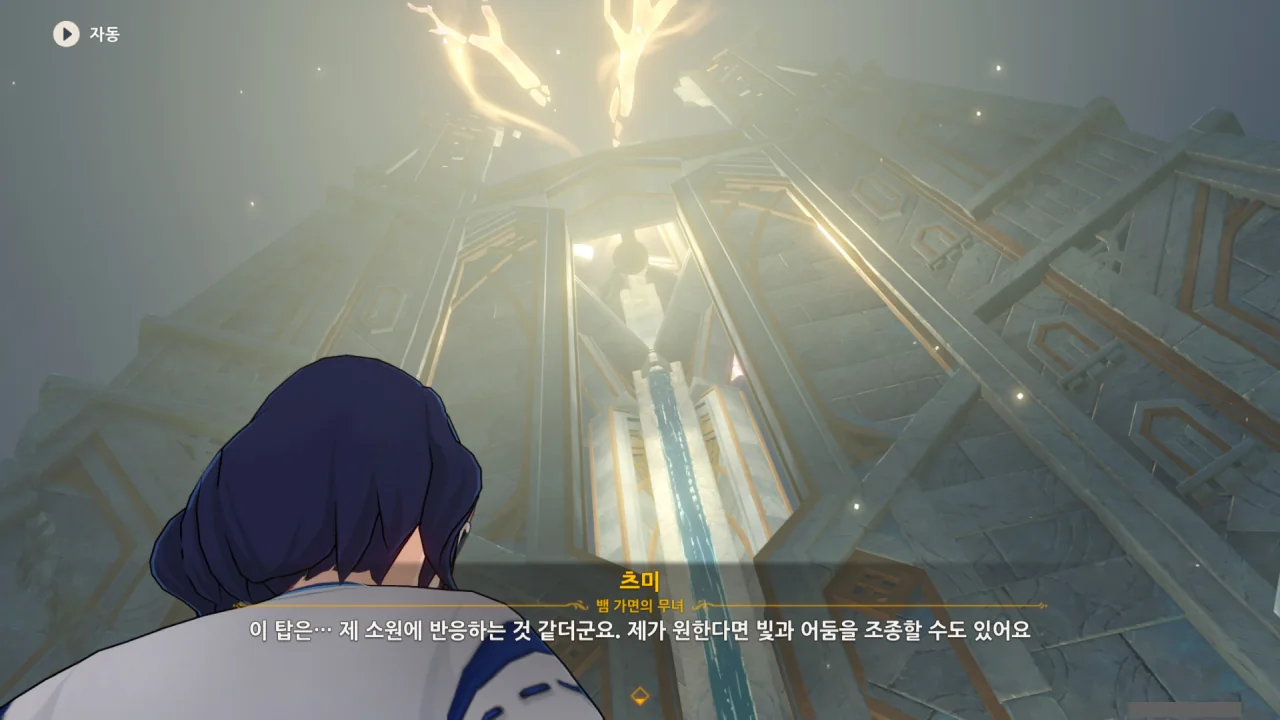 자동
츠미
뱀 가면의 무녀
이 탑은… 제 소원에 반응하는 것 같더군요. 제가 원한다면 빛과 어둠을 조종할 수도 있어요